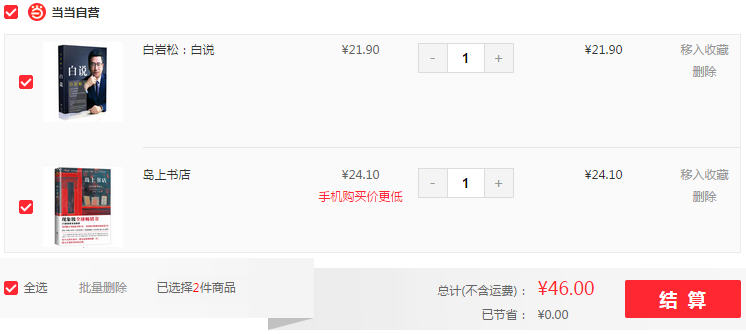 当当自营
白说
白岩松：白说 ¥21.90 - 1 + ¥21.90 移入收藏
删除
岛上书店
岛上书店 ¥24.10 - 1 + ¥24.10 移入收藏
手机购买价更低 删除
全选 批量删除 已选择2件商品 总计(不含运费)： ¥46.00 结 算
已节省： ¥0.00